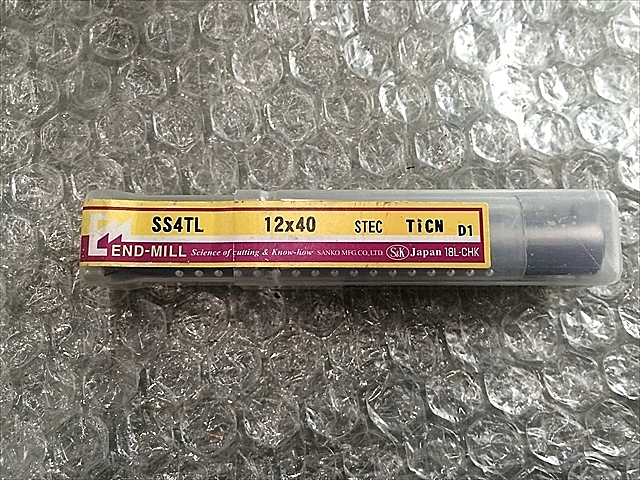 EM SS4TL 12x40 STEC TiCN D1
END-MILL Science of cutting & Know-how SANKO MFG.CO,LTD. S&K Japan 18L-CHK